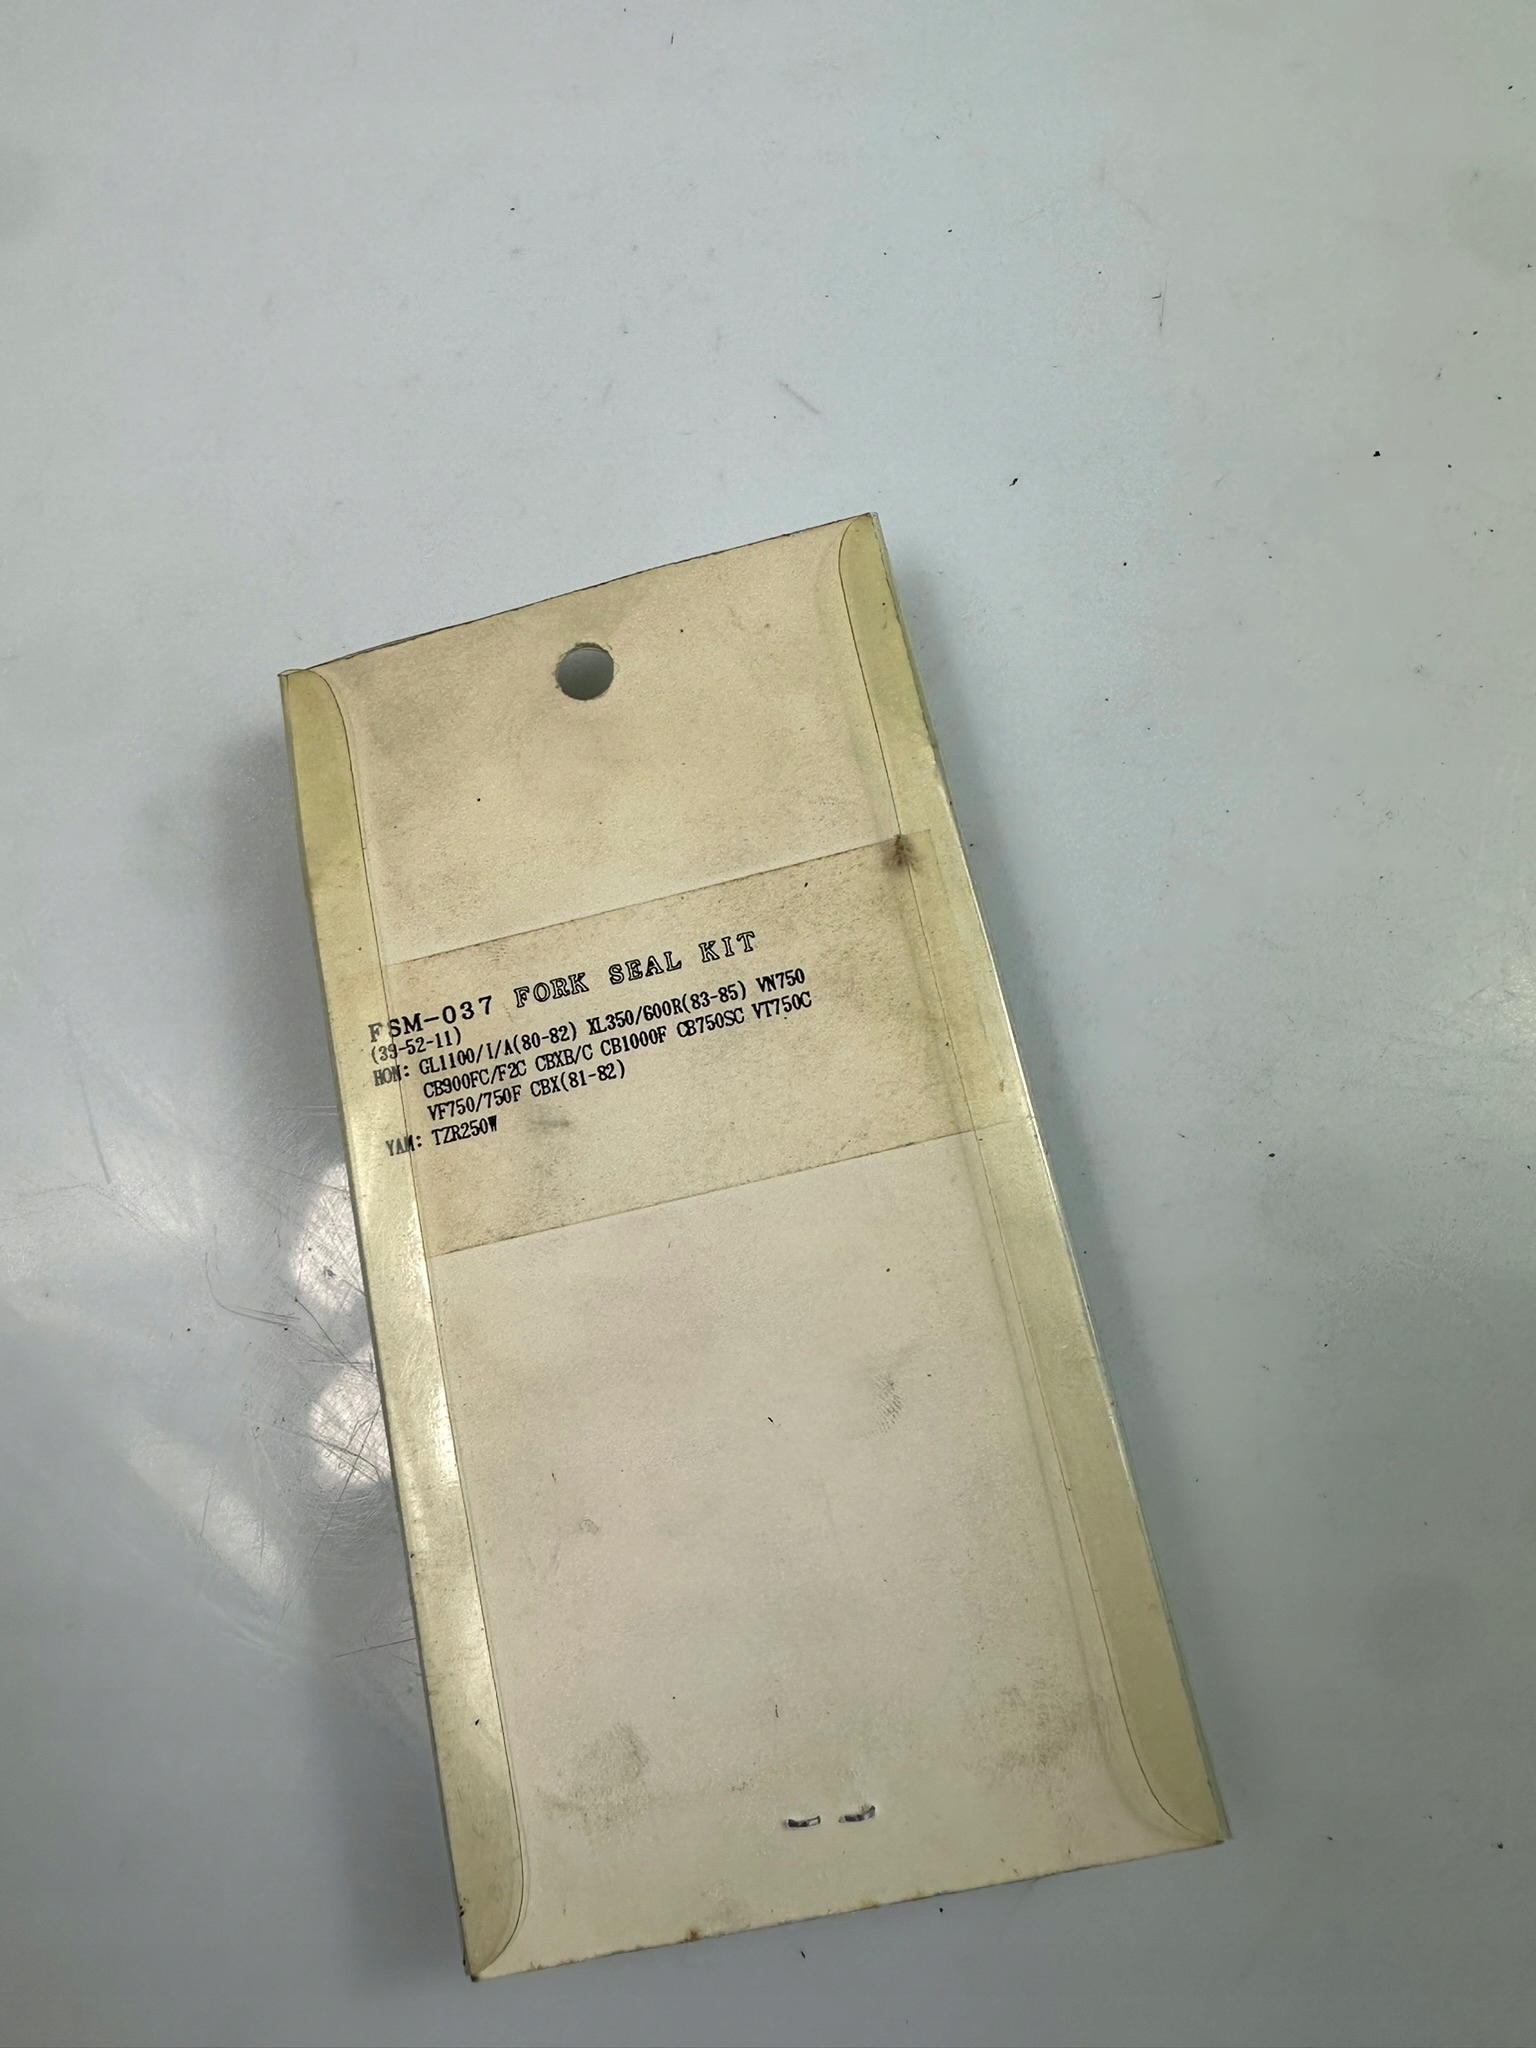 FSM-037 FORK SEAL KIT
(39-52-11)
HON: GL1100/I/A(80-82) XL350/600R(83-85) VN750
CB900FC/F2C CBXB/C CB1000F CB750SC VT750C
VF750/750F CBX(81-82)
YAM: TZR250W